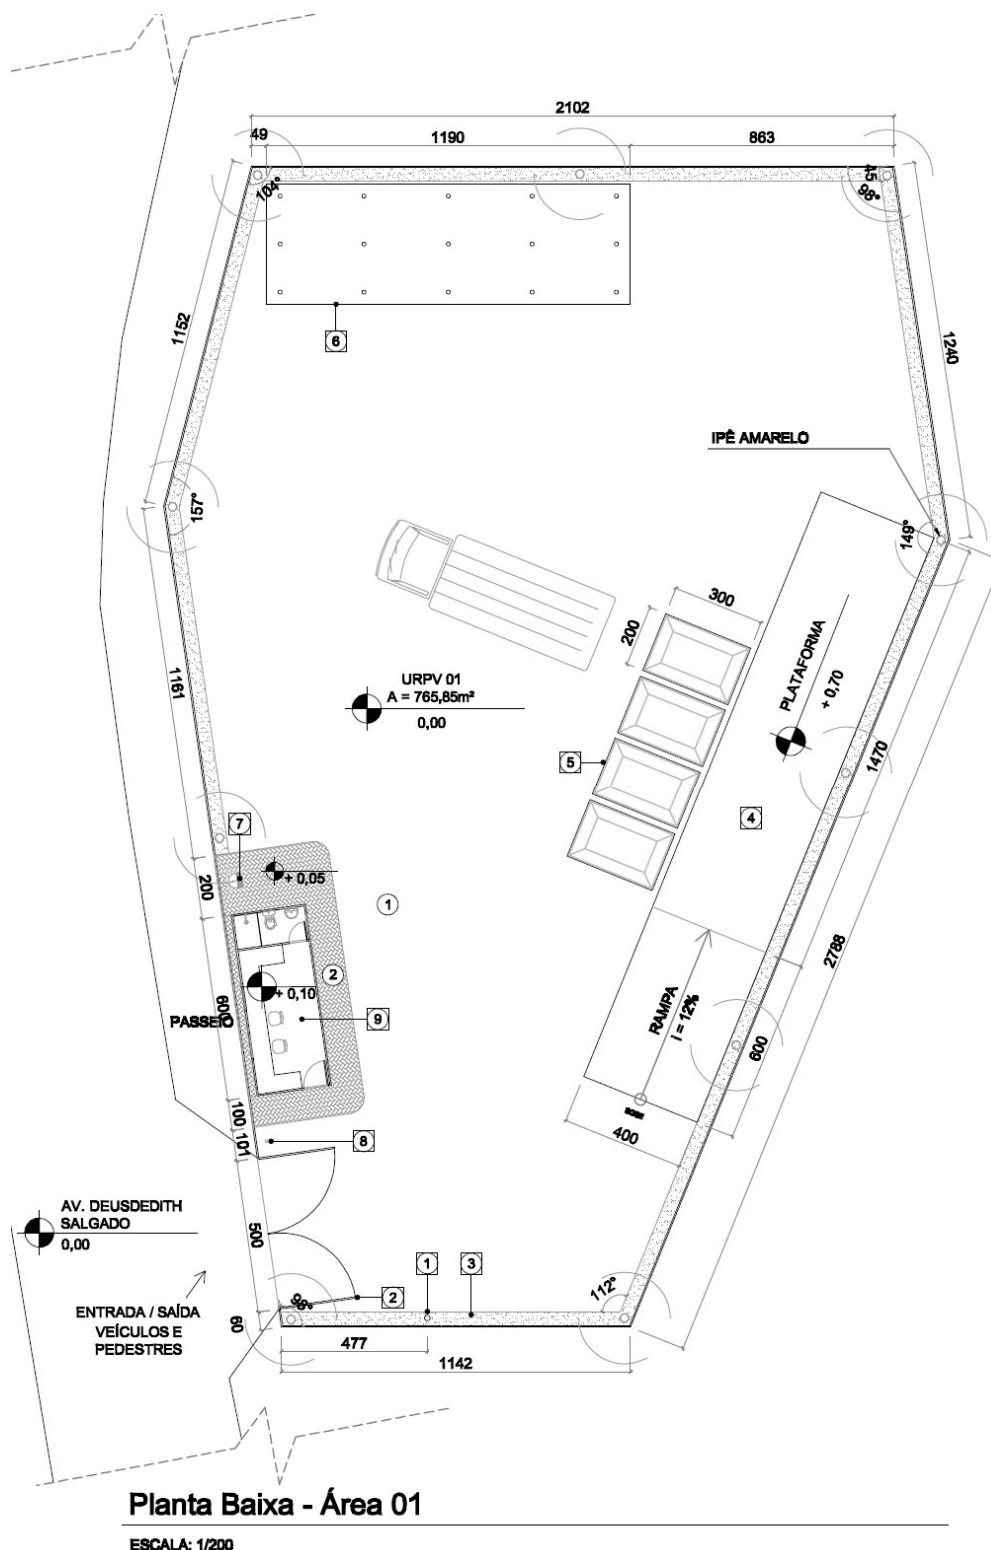 2102
49
1190
863
104°
45
98°
1152
1240
6
IPÊ AMARELO
157°
149°
300
200
PLATAFORMA
+ 0,70
1161
URPV 01
A = 765,85m²
0,00
5
1470
4
7
+ 0,05
200
1
2788
2
+ 0,10
600
PASSEIO
9
RAMPA
i = 12%
600
SOBE
100
101
8
400
AV. DEUSDEDITH
SALGADO
0,00
500
1
3
2
98°
112°
ENTRADA / SAÍDA
VEÍCULOS E
PEDESTRES
60
477
1142
Planta Baixa - Área 01
ESCALA: 1/200